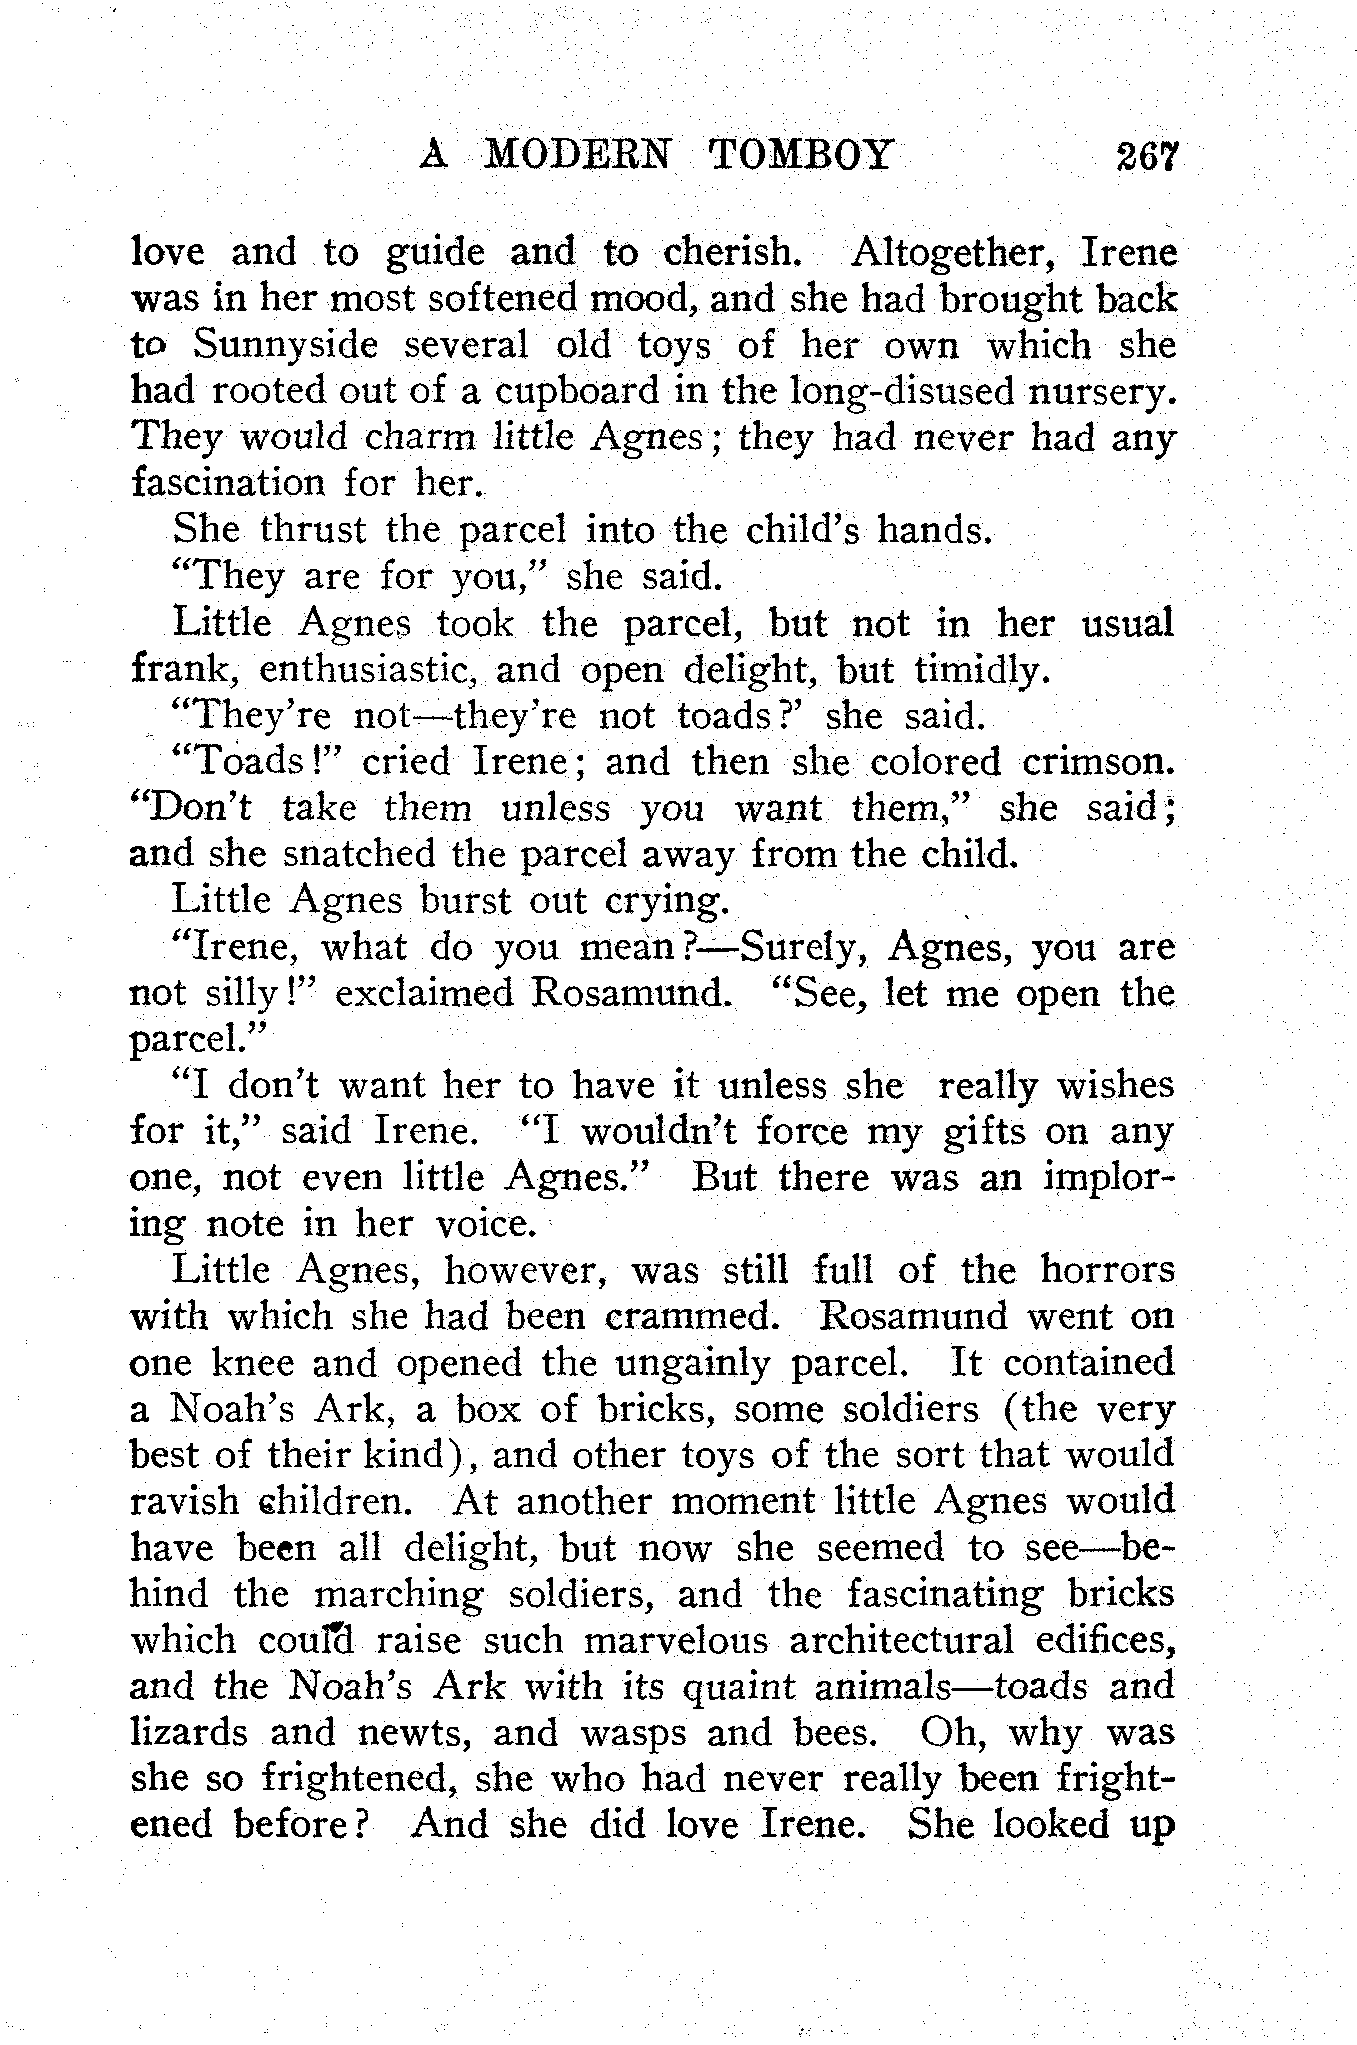 A MODERN TOMBOY 267
love and to guide and to cherish. Altogether, Irene
was in her most softened mood, and she had brought back
to Sunnyside several old toys of her own which she
had rooted out of a cupboard in the long-disused nursery.
They would charm little Agnes; they had never had any
fascination for her.
She thrust the parcel into the child's hands.
"They are for you," she said.
Little Agnes took the parcel, but not in her usual
frank, enthusiastic, and open delight, but timidly.
"They're not—they're not toads?' she said.
"Toads!" cried Irene; and then she colored crimson.
"Don't take them unless you want them," she said;
and she snatched the parcel away from the child.
Little Agnes burst out crying.
"Irene, what do you mean?—Surely, Agnes, you are
not silly!" exclaimed Rosamund. "See, let me open the
parcel."
"I don't want her to have it unless she really wishes
for it," said Irene. "I wouldn't force my gifts on any
one, not even little Agnes." But there was an implor-
ing note in her voice.
Little Agnes, however, was still full of the horrors
with which she had been crammed. Rosamund went on
one knee and opened the ungainly parcel. It contained
a Noah's Ark, a box of bricks, some soldiers (the very
best of their kind), and other toys of the sort that would
ravish children. At another moment little Agnes would
have been all delight, but now she seemed to see—be-
hind the marching soldiers, and the fascinating bricks
which could raise such marvelous architectural edifices,
and the Noah's Ark with its quaint animals—toads and
lizards and newts, and wasps and bees. Oh, why was
she so frightened, she who had never really been fright-
ened before? And she did love Irene. She looked up